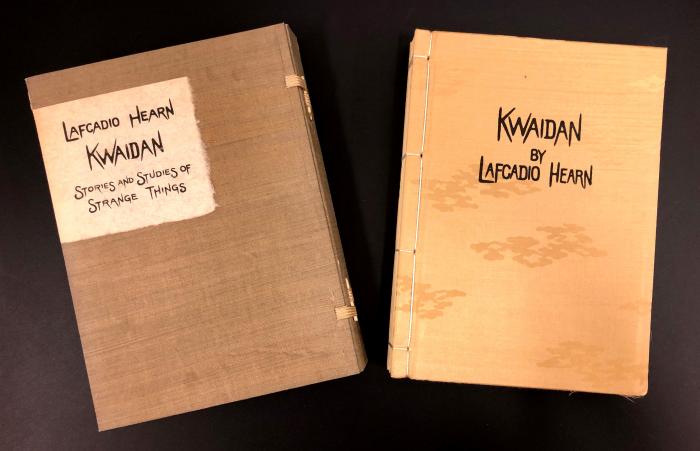 Lafcadio Hearn
Kwaidan
Stories and Studies of
Strange Things
Kwaidan
by
Lafcadio Hearn